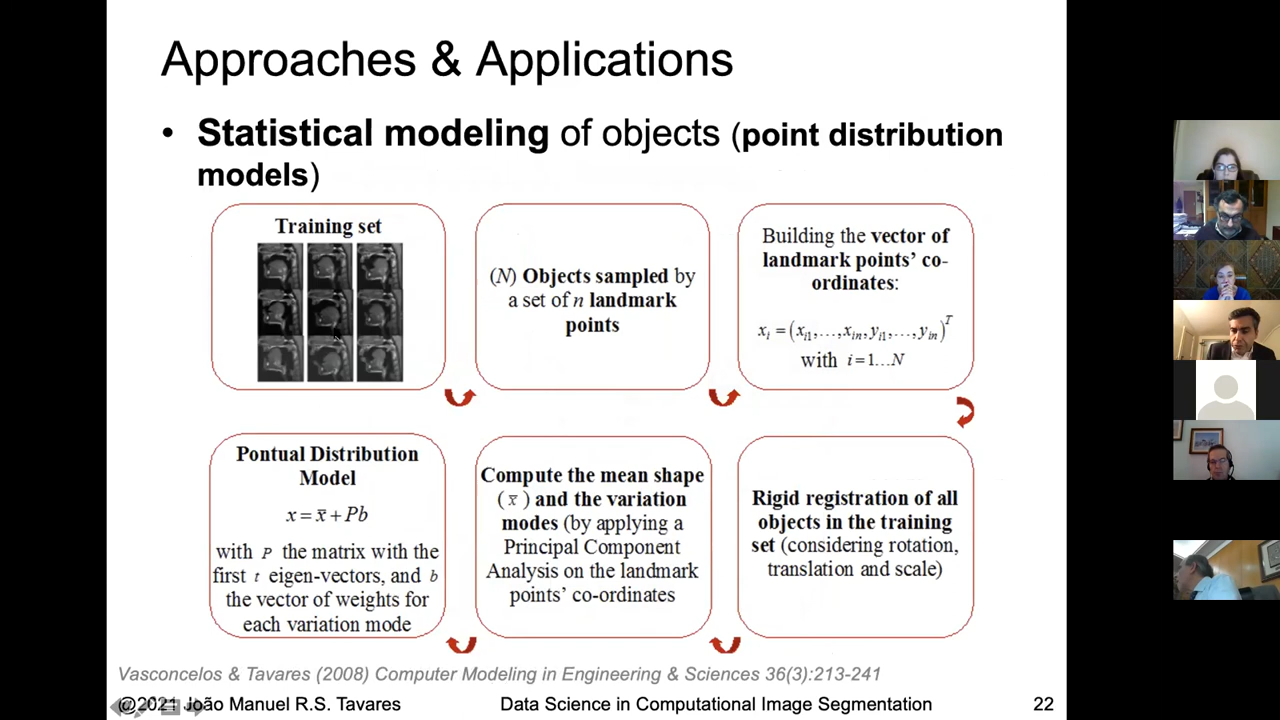 Approaches & Applications
• Statistical modeling of objects (point distribution
models)
Training set
(N) Objects sampled by
a set of n landmark
points
Building the vector of
landmark points’ co-
ordinates:
xᵢ = (xᵢ₁,…,xᵢₙ,yᵢ₁,…,yᵢₙ)ᵀ
with i=1…N
Rigid registration of all
objects in the training
set (considering rotation,
translation and scale)
Compute the mean shape
(x̄) and the variation
modes (by applying a
Principal Component
Analysis on the landmark
points’ co-ordinates
Pontual Distribution
Model
x = x̄ + Pb
with P the matrix with the
first t eigen-vectors, and b
the vector of weights for
each variation mode
Vasconcelos & Tavares (2008) Computer Modeling in Engineering & Sciences 36(3):213-241
@2021 João Manuel R.S. Tavares
Data Science in Computational Image Segmentation
22